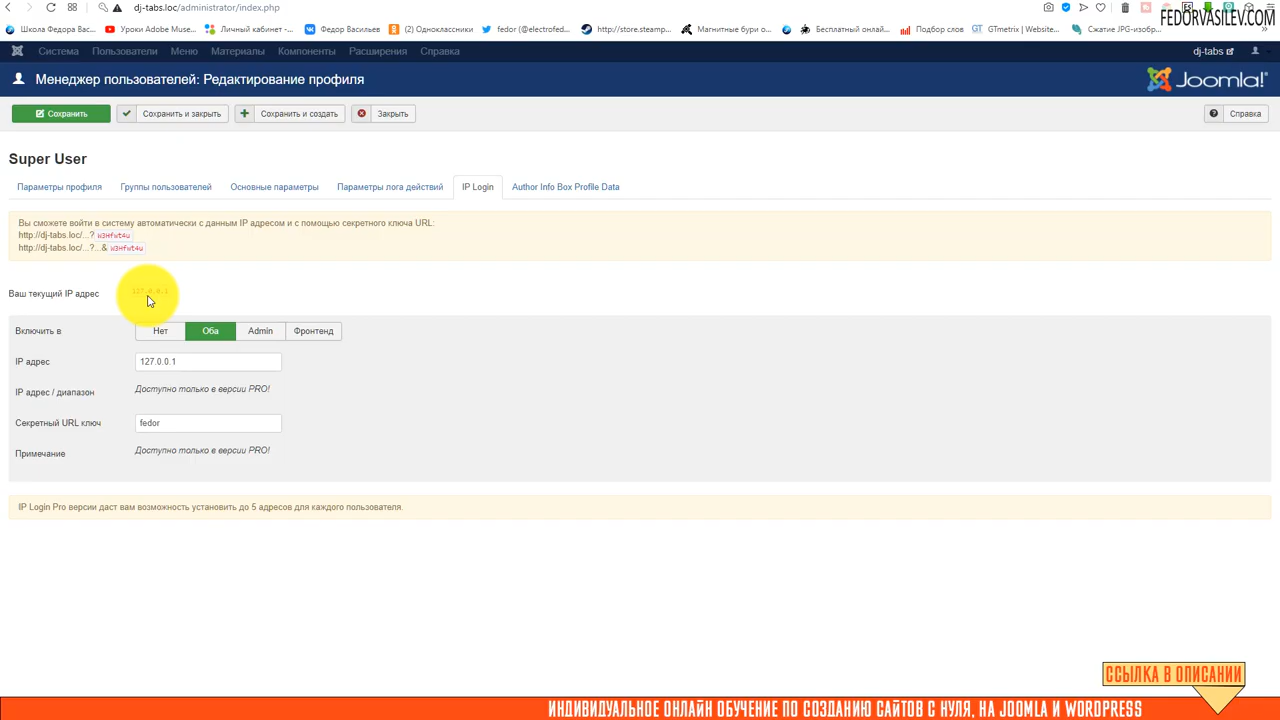 dj-tabs.loc/administrator/index.php
FEDORVASILEV.COM
Школа Федора Вас...
Уроки Adobe Muse...
Личный кабинет -...
Федор Васильев
(2) Одноклассники
fedor (@electrofed...
http://store.steamp...
Магнитные бури о...
Бесплатный онлай...
Подбор слов
GTmetrix | Website...
Сжатие JPG-изобр...
Система Пользователи Меню Материалы Компоненты Расширения Справка
dj-tabs
Менеджер пользователей: Редактирование профиля
Joomla!
Сохранить
Сохранить и закрыть
Сохранить и создать
Закрыть
Справка
Super User
Параметры профиля
Группы пользователей
Основные параметры
Параметры лога действий
IP Login
Author Info Box Profile Data
Вы сможете войти в систему автоматически с данным IP адресом и с помощью секретного ключа URL:
http://dj-tabs.loc/...? W3Hfwt4u
http://dj-tabs.loc/...?...& W3Hfwt4u
Ваш текущий IP адрес 127.0.0.1
Включить в Нет Оба Admin Фронтенд
IP адрес 127.0.0.1
IP адрес / диапазон Доступно только в версии PRO!
Секретный URL ключ fedor
Примечание Доступно только в версии PRO!
IP Login Pro версии даст вам возможность установить до 5 адресов для каждого пользователя.
ССЫЛКА В ОПИСАНИИ
ИНДИВИДУАЛЬНОЕ ОНЛАЙН ОБУЧЕНИЕ ПО СОЗДАНИЮ САЙТОВ С НУЛЯ, НА JOOMLA И WORDPRESS